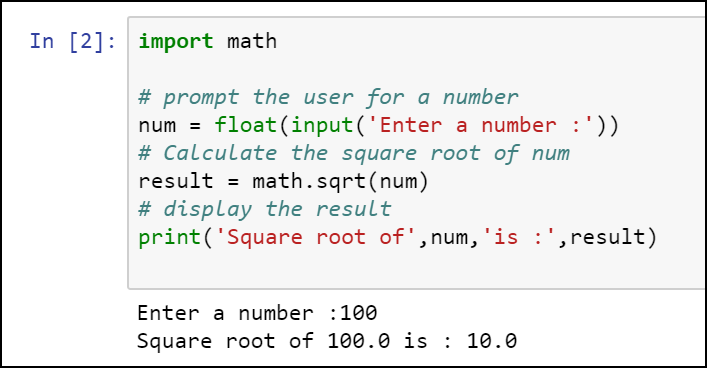 In [2]: import math
# prompt the user for a number
num = float(input('Enter a number :'))
# Calculate the square root of num
result = math.sqrt(num)
# display the result
print('Square root of',num,'is :',result)
Enter a number :100
Square root of 100.0 is : 10.0